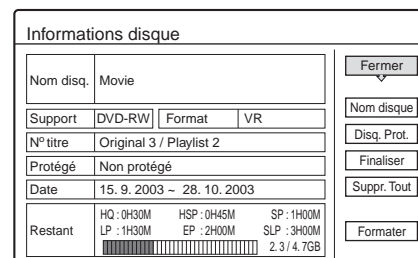 Informations disque
Nom disq. Movie
Support DVD-RW Format VR
Nº titre Original 3 / Playlist 2
Protégé Non protégé
Date 15. 9. 2003 ~ 28. 10. 2003
Restant
HQ : 0H30M HSP : 0H45M SP : 1H00M
LP : 1H30M EP : 2H00M SLP : 3H00M
2. 3 / 4. 7GB
Fermer
Nom disque
Disq. Prot.
Finaliser
Suppr. Tout
Formater